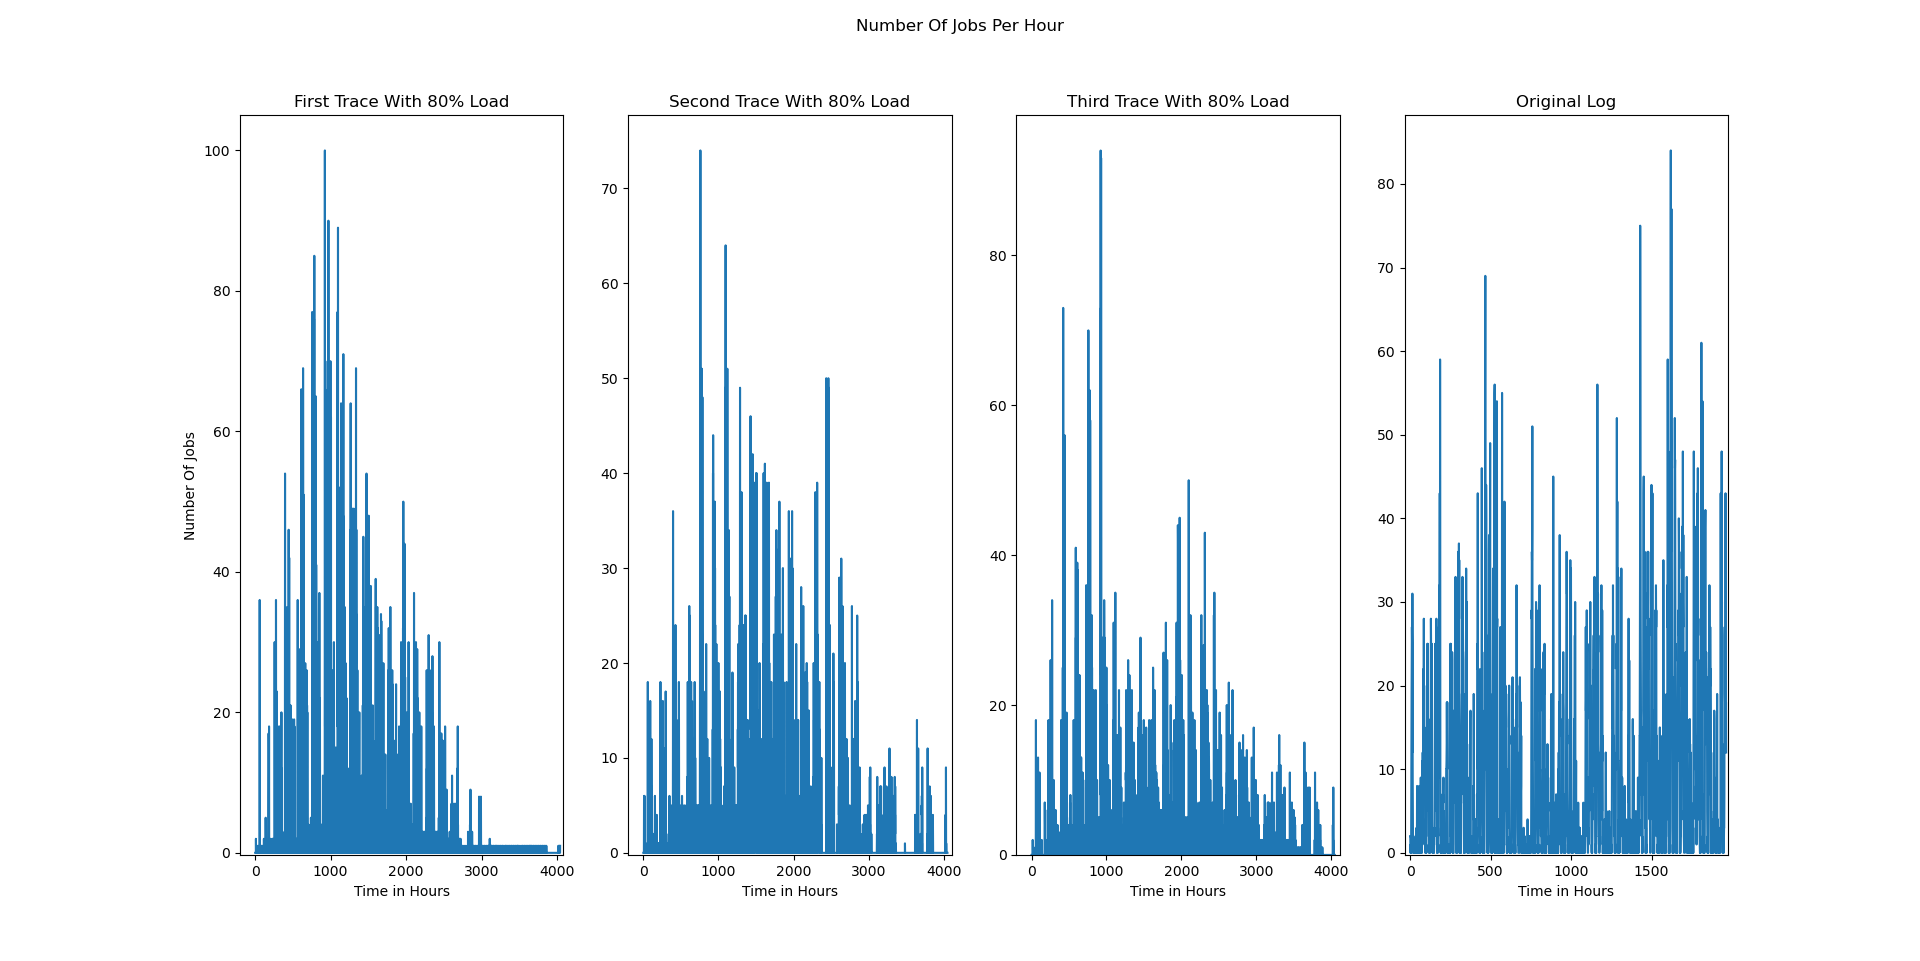 Number Of Jobs Per Hour
First Trace With 80% Load
Number Of Jobs
100
80
60
40
20
0
0 1000 2000 3000 4000
Time in Hours
Second Trace With 80% Load
70
60
50
40
30
20
10
0
0 1000 2000 3000 4000
Time in Hours
Third Trace With 80% Load
80
60
40
20
0
0 1000 2000 3000 4000
Time in Hours
Original Log
80
70
60
50
40
30
20
10
0
0 500 1000 1500
Time in Hours